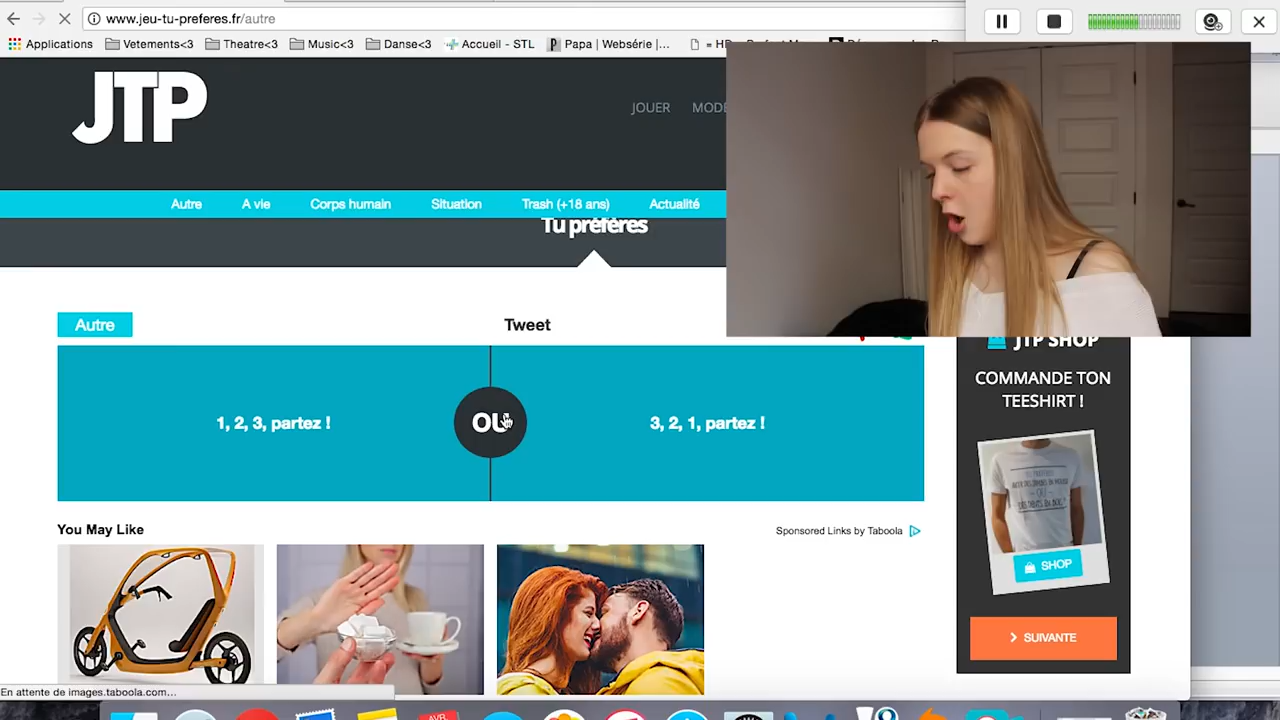 www.jeu-tu-preferes.fr/autre
Applications
Vetements<3
Theatre<3
Music<3
Danse<3
Accueil - STL
Papa | Websérie |...
JTP
JOUER
Autre
A vie
Corps humain
Situation
Trash (+18 ans)
Actualité
Tu préfères
Autre
Tweet
1, 2, 3, partez !
OU
3, 2, 1, partez !
JTP SHOP
COMMANDE TON
TEESHIRT !
SHOP
SUIVANTE
You May Like
Sponsored Links by Taboola
En attente de images.taboola.com...